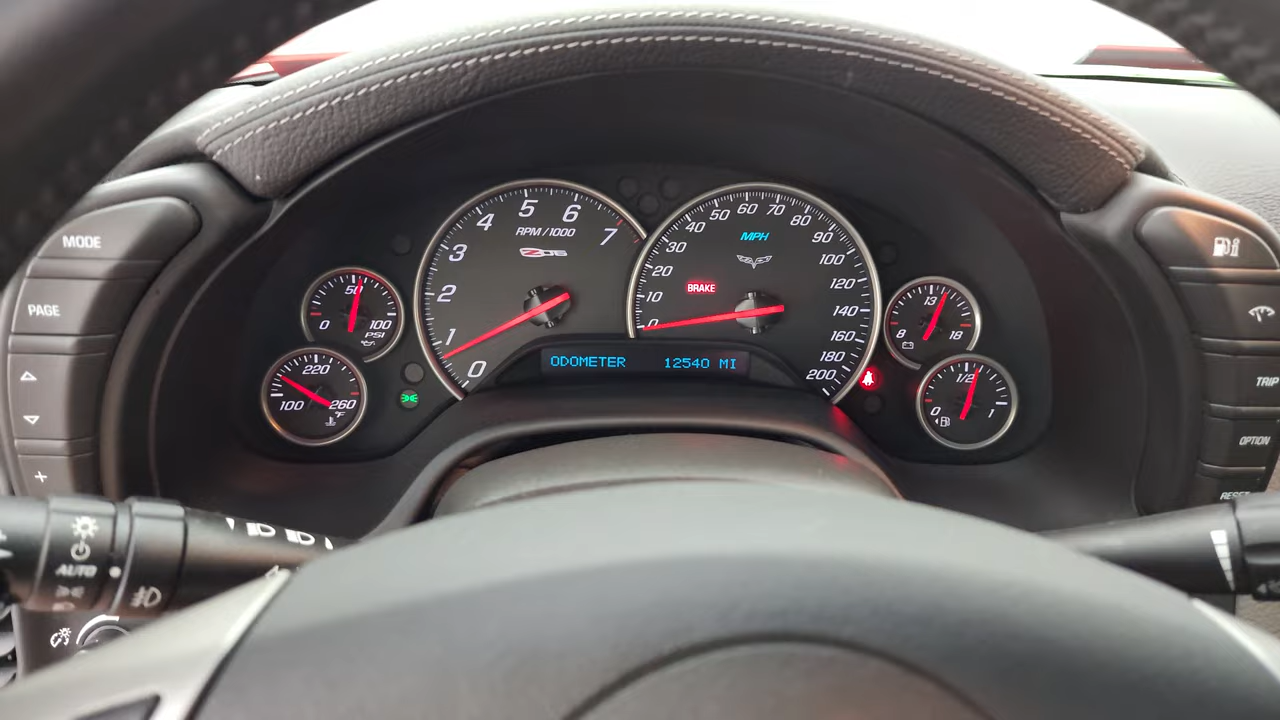 MODE
PAGE
+
AUTO
0 50 100
PSI
100 220 260
°F
0 1 2 3 4 5 6 7
RPM/1000
Z06
0 10 20 30 40 50 60 70 80 90 100 120 140 160 180 200
MPH
BRAKE
ODOMETER 12540 MI
8 13 18
0 1/2 1
TRIP
OPTION
RESET